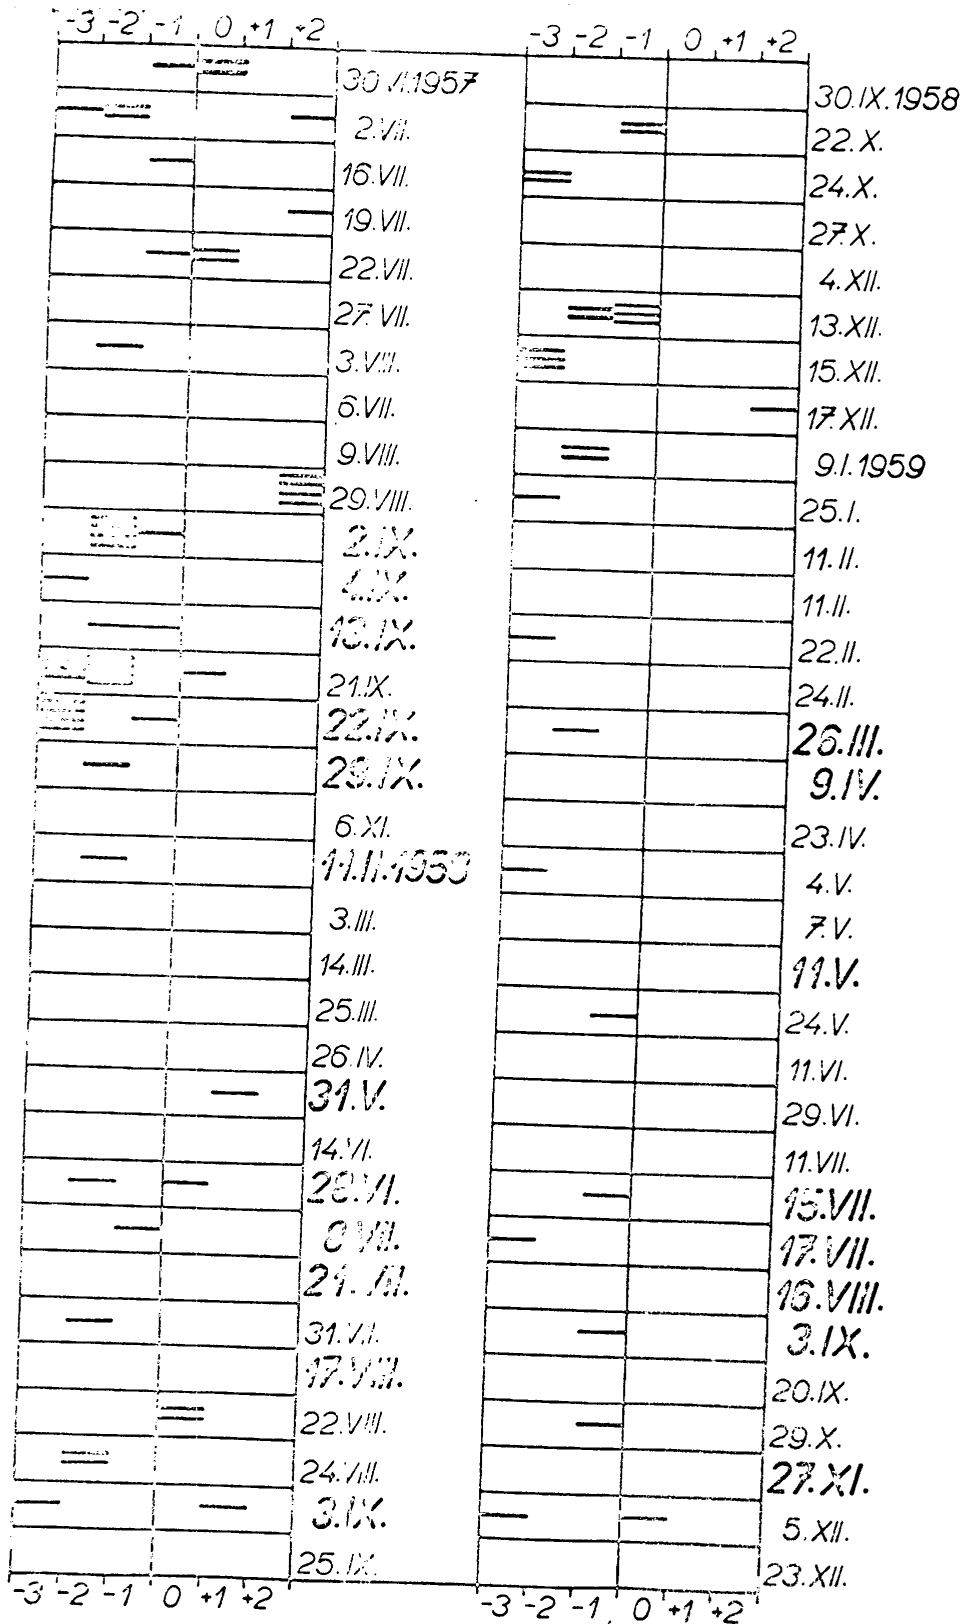 -3 -2 -1 0 +1 +2
30.VI.1957
2.VII.
16.VII.
19.VII.
22.VII.
27.VII.
3.VIII.
6.VII.
9.VIII.
29.VIII.
2.IX.
4.IX.
13.IX.
21.IX.
22.IX.
29.IX.
6.XI.
11.II.1958
3.III.
14.III.
25.III.
26.IV.
31.V.
14.VI.
28.VI.
8.VII.
21.VII.
31.VII.
17.VIII.
22.VIII.
24.VIII.
3.IX.
25.IX.
-3 -2 -1 0 +1 +2
-3 -2 -1 0 +1 +2
30.IX.1958
22.X.
24.X.
27.X.
4.XII.
13.XII.
15.XII.
17.XII.
9.I.1959
25.I.
11.II.
11.II.
22.II.
24.II.
26.III.
9.IV.
23.IV.
4.V.
7.V.
11.V.
24.V.
11.VI.
29.VI.
11.VII.
15.VII.
17.VII.
16.VIII.
3.IX.
20.IX.
29.X.
27.XI.
5.XII.
23.XII.
-3 -2 -1 0 +1 +2